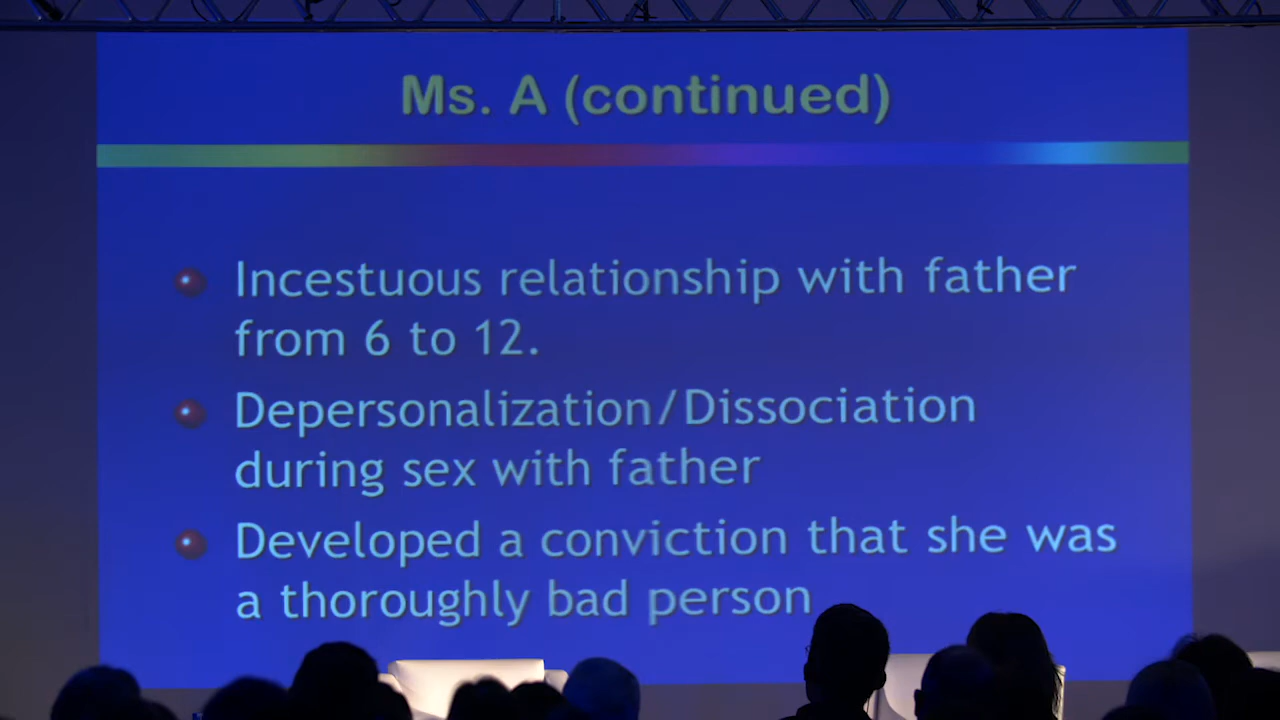 Ms. A (continued)
Incestuous relationship with father
from 6 to 12.
Depersonalization/Dissociation
during sex with father
Developed a conviction that she was
a thoroughly bad person